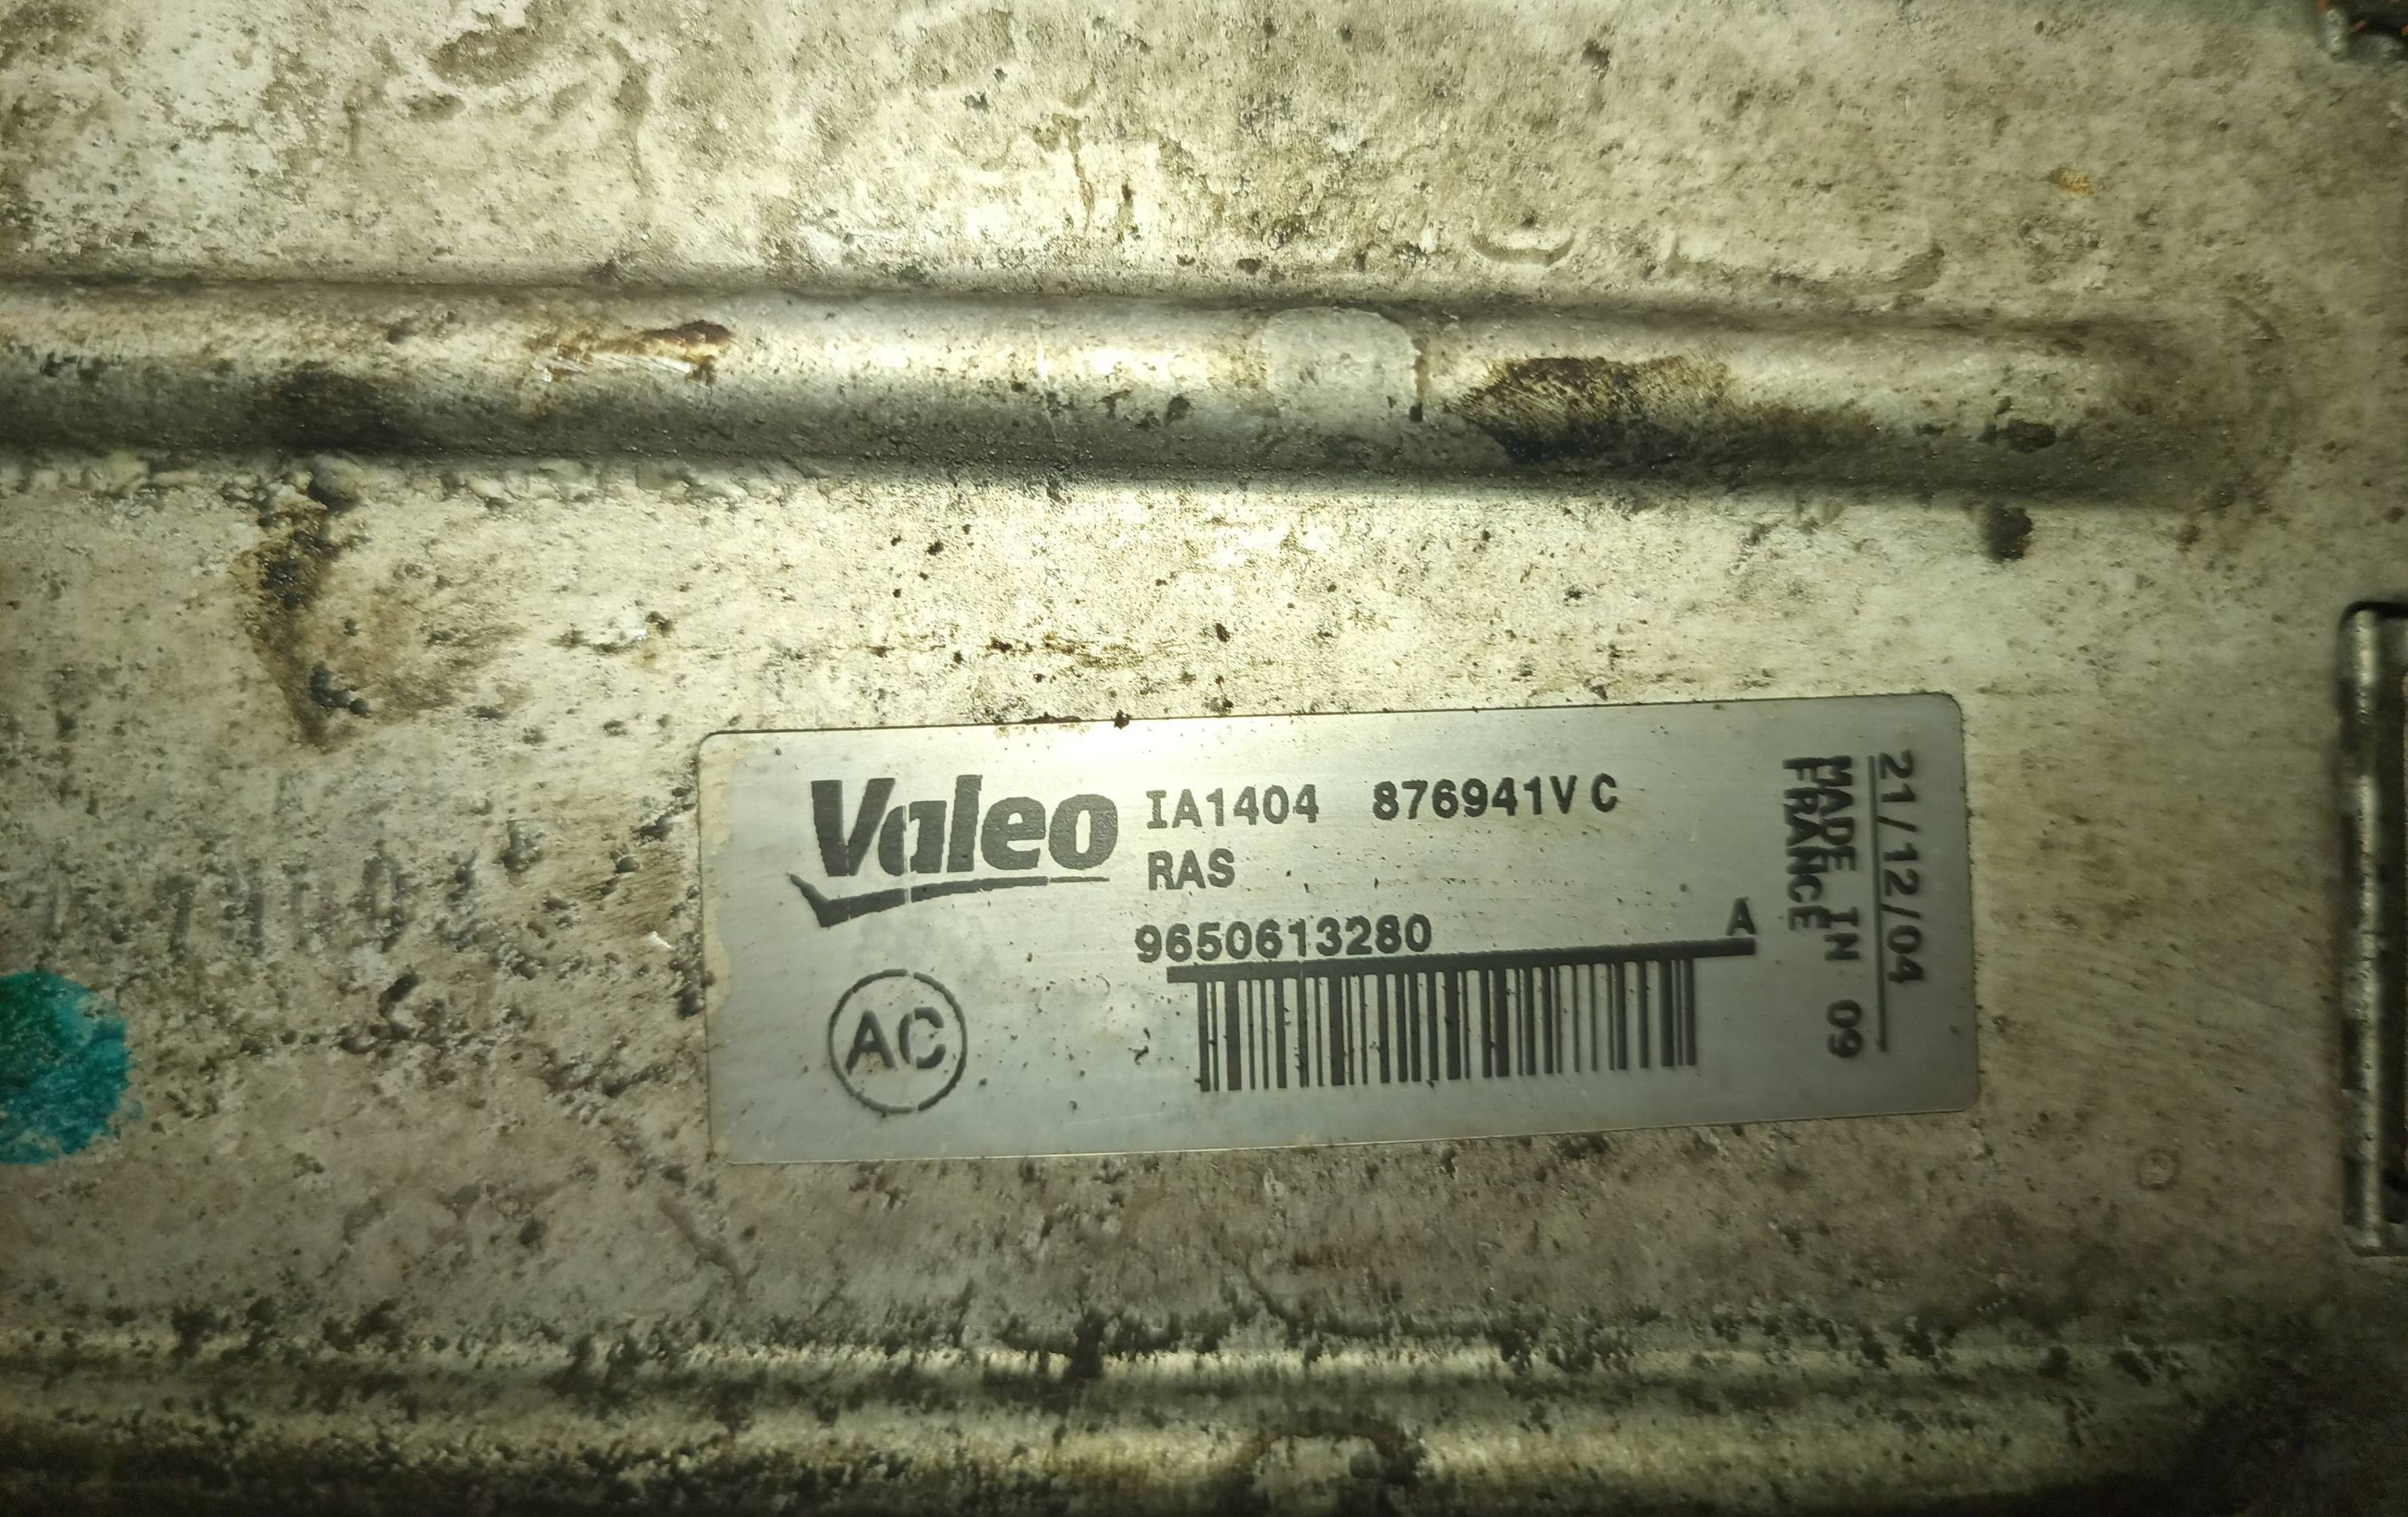 Valeo
IA1404 876941V C
RAS
9650613280 A
AC
21/12/04
MADE IN 09
FRANCE